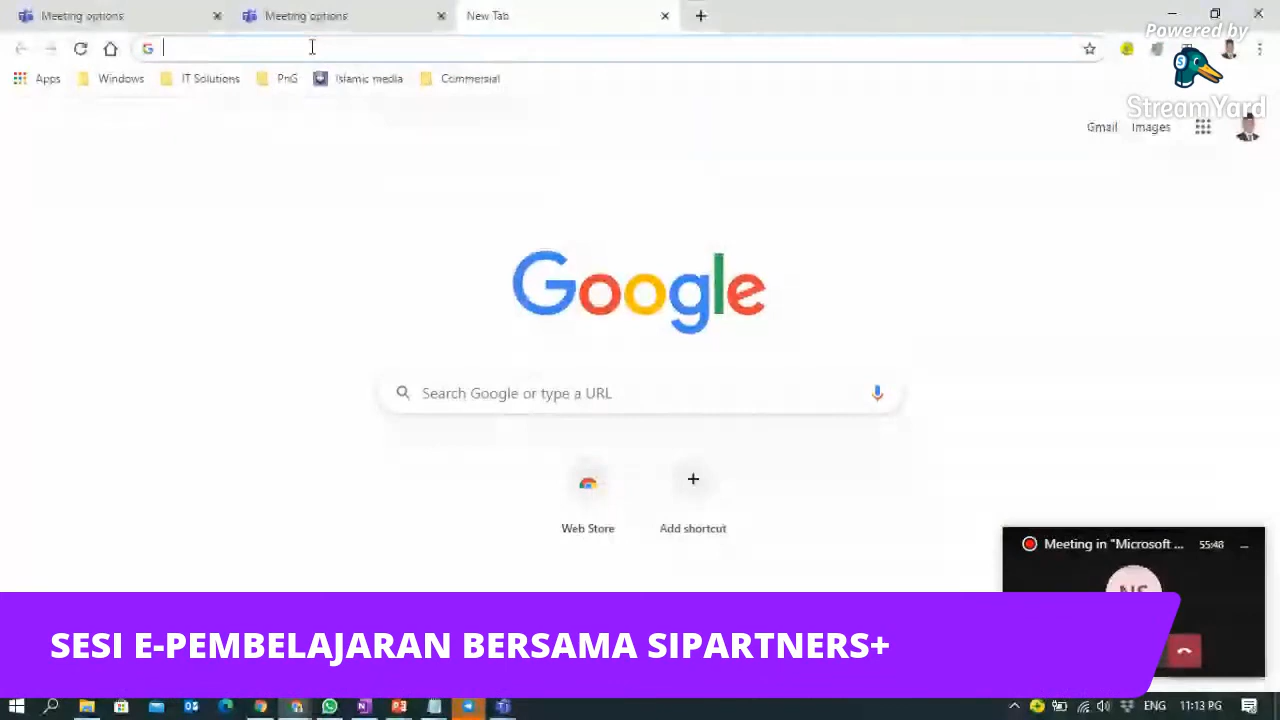 Meeting options
Meeting options
New Tab
Powered by
Apps
Windows
IT Solutions
PnG
Islamic media
Commercial
StreamYard
Gmail
Images
Google
Search Google or type a URL
Web Store
Add shortcut
Meeting in "Microsoft ...
55:48
NS
SESI E-PEMBELAJARAN BERSAMA SIPARTNERS+
ENG
11:13 PG